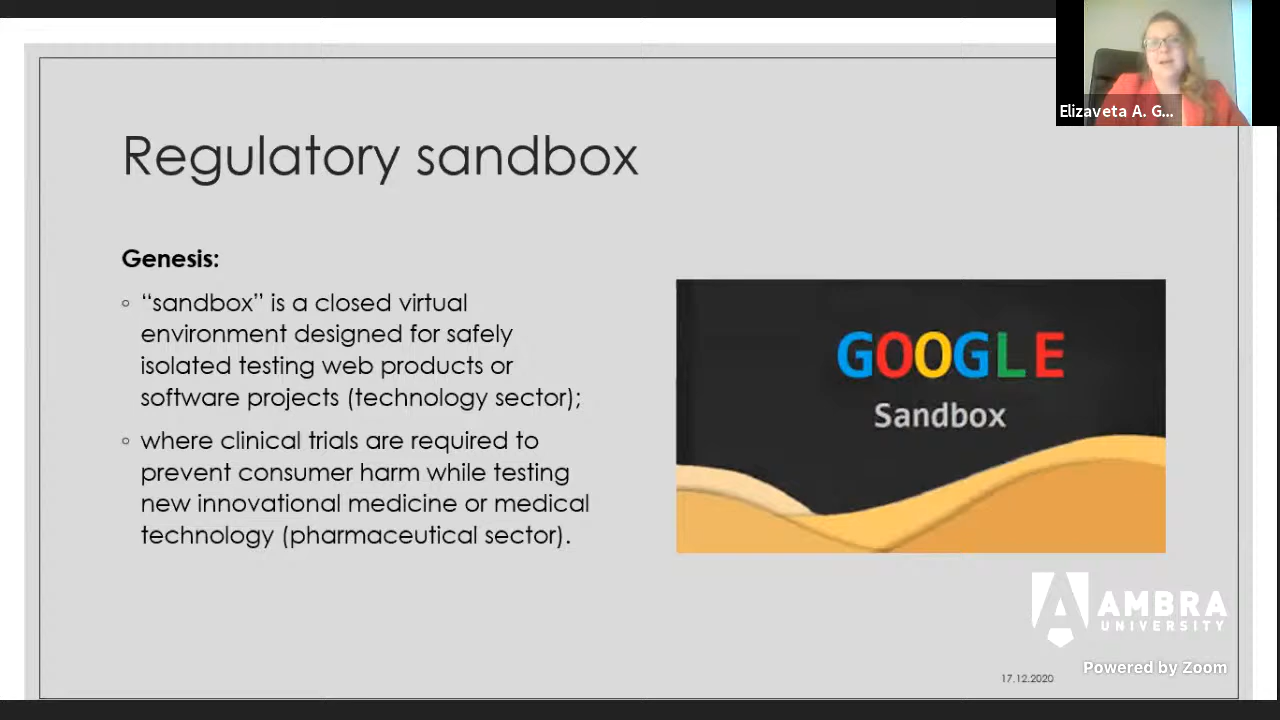 Elizaveta A. G...
Regulatory sandbox
Genesis:
“sandbox” is a closed virtual
environment designed for safely
isolated testing web products or
software projects (technology sector);
where clinical trials are required to
prevent consumer harm while testing
new innovational medicine or medical
technology (pharmaceutical sector).
GOOGLE
Sandbox
AMBRA
UNIVERSITY
Powered by Zoom
17.12.2020